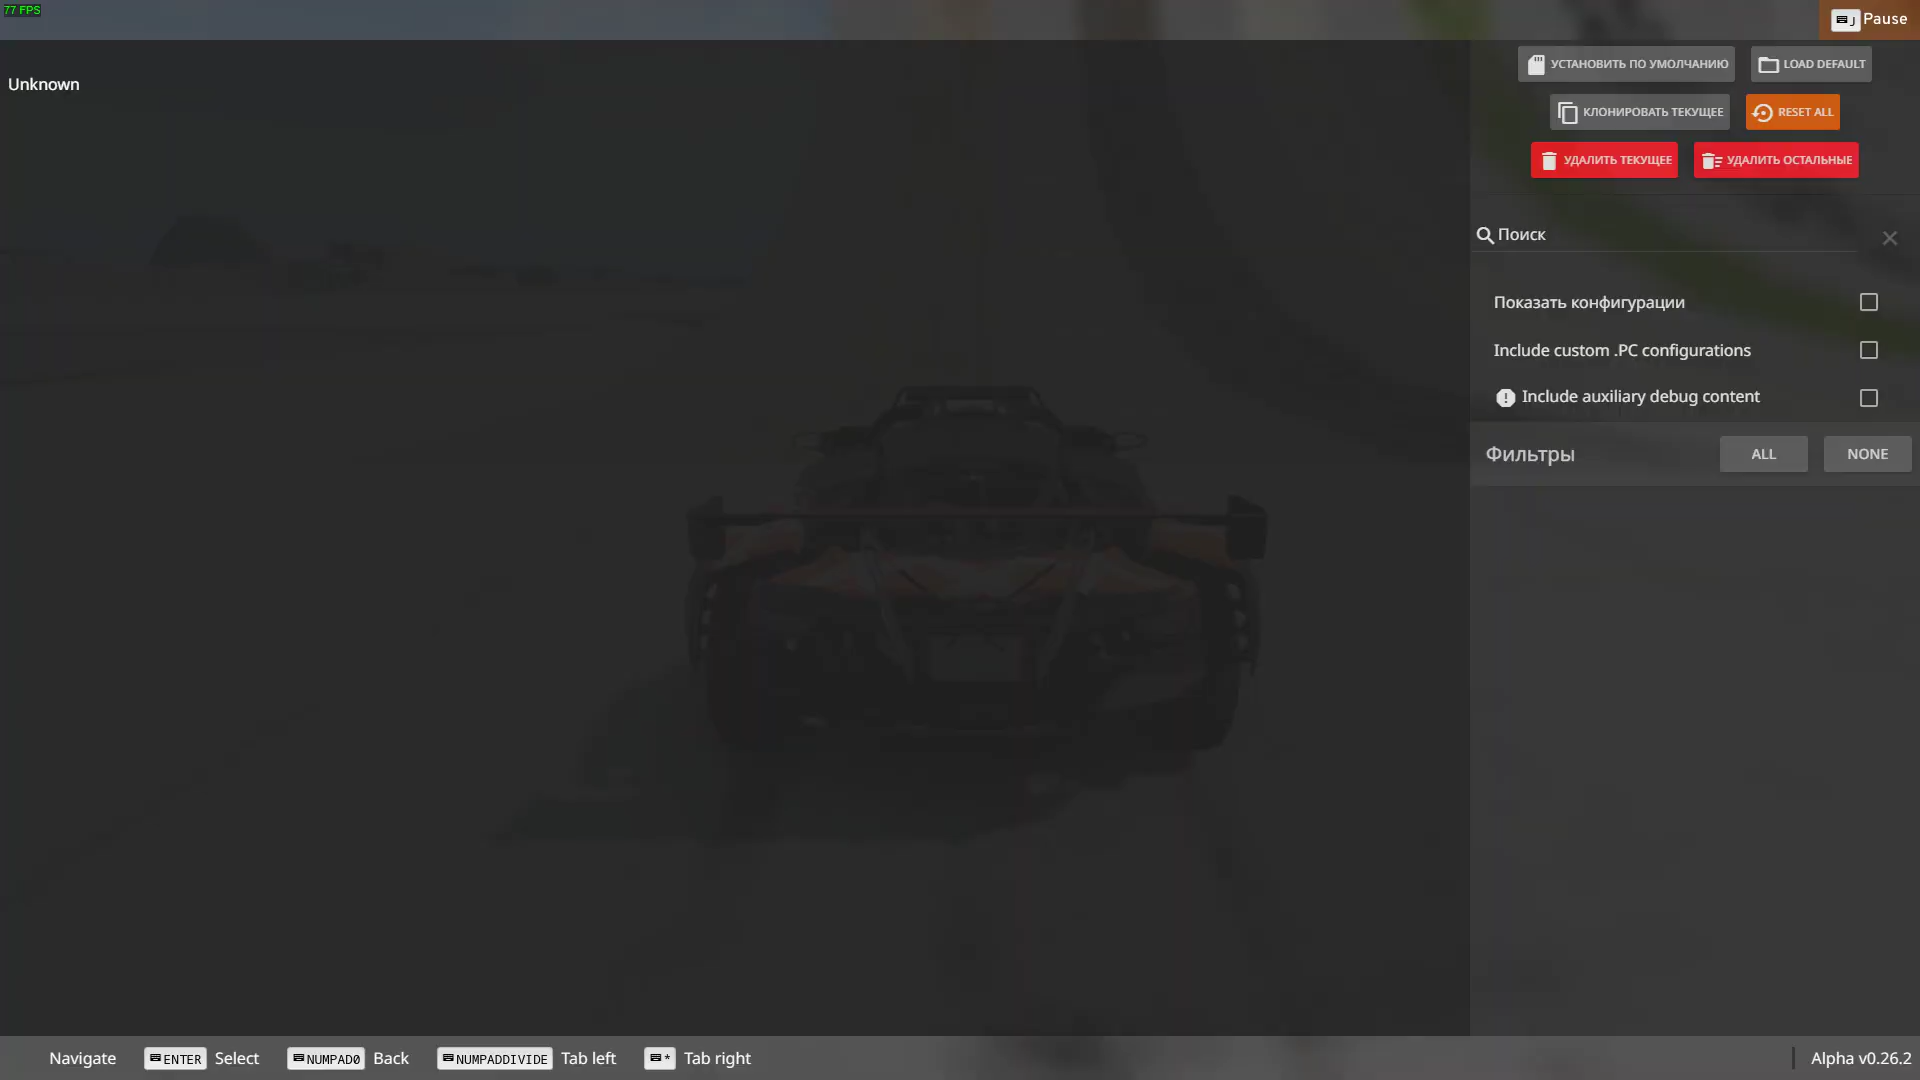 77 FPS
J Pause
УСТАНОВИТЬ ПО УМОЛЧАНИЮ LOAD DEFAULT
Unknown
КЛОНИРОВАТЬ ТЕКУЩЕЕ RESET ALL
УДАЛИТЬ ТЕКУЩЕЕ УДАЛИТЬ ОСТАЛЬНЫЕ
Поиск
Показать конфигурации
Include custom .PC configurations
Include auxiliary debug content
Фильтры ALL NONE
Navigate ENTER Select NUMPAD0 Back NUMPADDIVIDE Tab left * Tab right Alpha v0.26.2